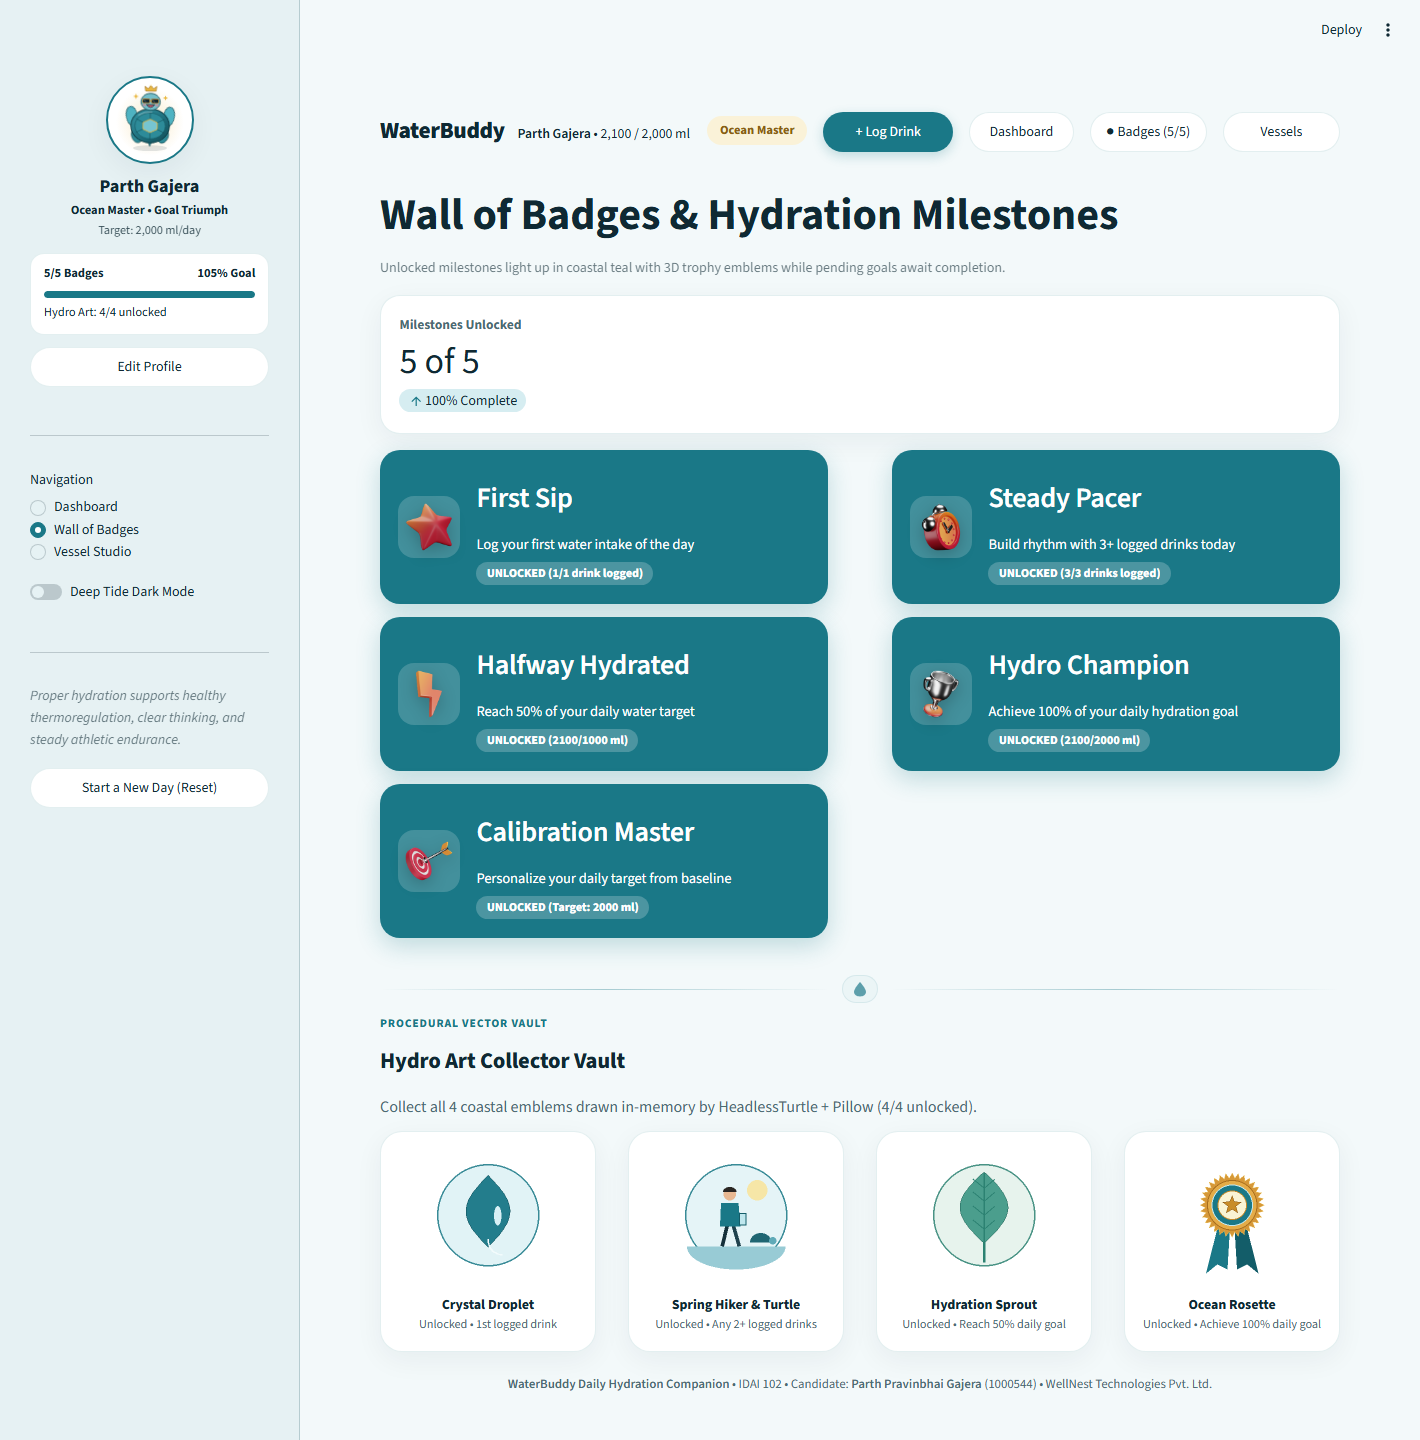 Deploy
Parth Gajera
Ocean Master • Goal Triumph
Target: 2,000 ml/day
5/5 Badges 105% Goal
Hydro Art: 4/4 unlocked
Edit Profile
Navigation
Dashboard
Wall of Badges
Vessel Studio
Deep Tide Dark Mode
Proper hydration supports healthy
thermoregulation, clear thinking, and
steady athletic endurance.
Start a New Day (Reset)
WaterBuddy Parth Gajera • 2,100 / 2,000 ml Ocean Master + Log Drink Dashboard ● Badges (5/5) Vessels
Wall of Badges & Hydration Milestones
Unlocked milestones light up in coastal teal with 3D trophy emblems while pending goals await completion.
Milestones Unlocked
5 of 5
↑ 100% Complete
First Sip
Log your first water intake of the day
UNLOCKED (1/1 drink logged)
Steady Pacer
Build rhythm with 3+ logged drinks today
UNLOCKED (3/3 drinks logged)
Halfway Hydrated
Reach 50% of your daily water target
UNLOCKED (2100/1000 ml)
Hydro Champion
Achieve 100% of your daily hydration goal
UNLOCKED (2100/2000 ml)
Calibration Master
Personalize your daily target from baseline
UNLOCKED (Target: 2000 ml)
PROCEDURAL VECTOR VAULT
Hydro Art Collector Vault
Collect all 4 coastal emblems drawn in-memory by HeadlessTurtle + Pillow (4/4 unlocked).
Crystal Droplet
Unlocked • 1st logged drink
Spring Hiker & Turtle
Unlocked • Any 2+ logged drinks
Hydration Sprout
Unlocked • Reach 50% daily goal
Ocean Rosette
Unlocked • Achieve 100% daily goal
WaterBuddy Daily Hydration Companion • IDAI 102 • Candidate: Parth Pravinbhai Gajera (1000544) • WellNest Technologies Pvt. Ltd.